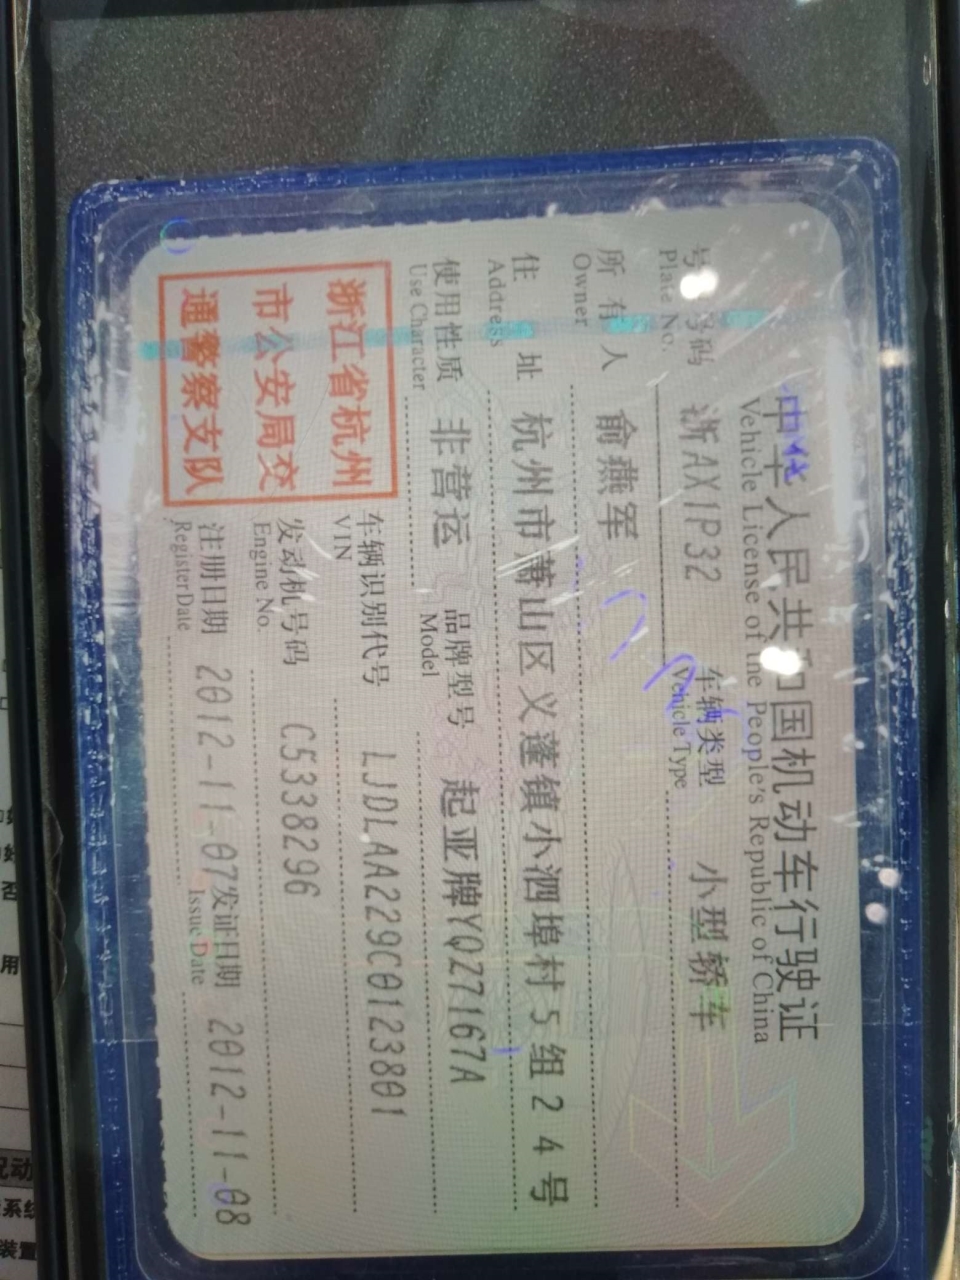 中华人民共和国机动车行驶证
Vehicle License of the People's Republic of China
号牌号码 浙AX1P32 车辆类型 小型轿车
Plate No. Vehicle Type
所有人 俞燕军
Owner
住址 杭州市萧山区义蓬镇小泗埠村5组24号
Address
使用性质 非营运 品牌型号 起亚牌YQZ7167A
Use Character Model
浙江省杭州
市公安局交
通警察支队
车辆识别代号 LJDLAA229C0123801
VIN
发动机号码 C5338296
Engine No.
注册日期 2012-11-07 发证日期 2012-11-08
Register Date Issue Date